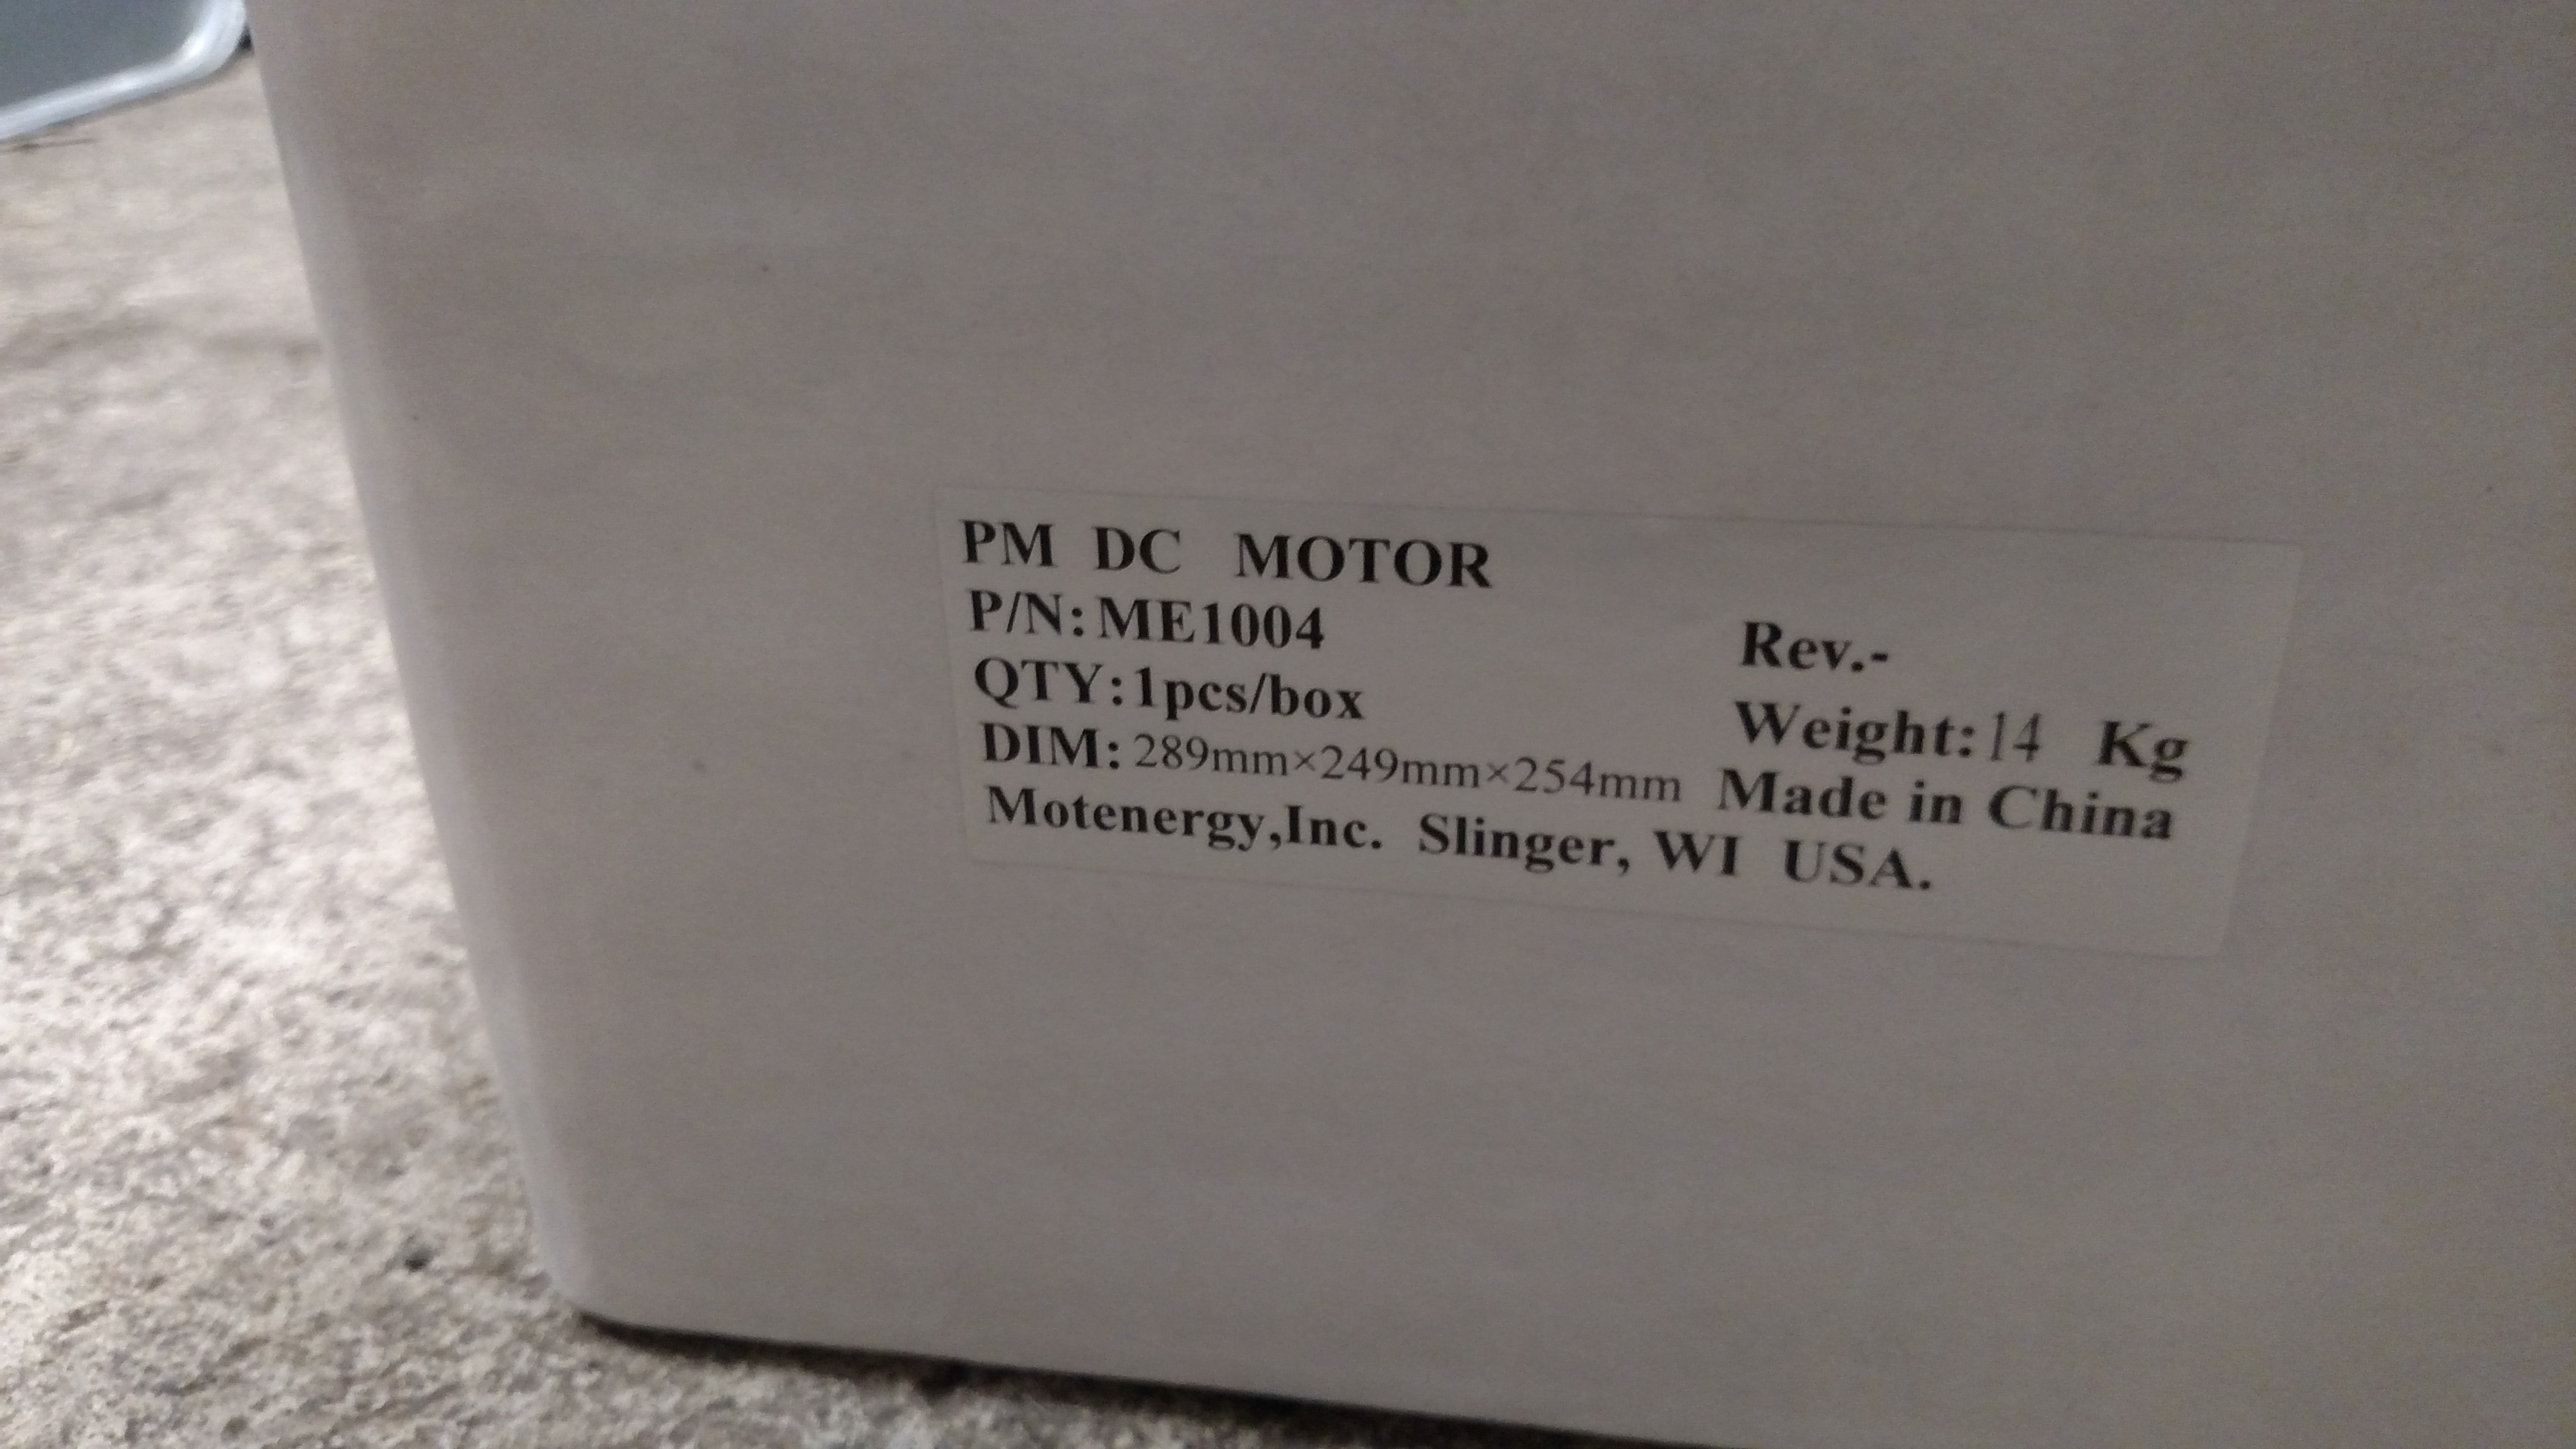 PM DC MOTOR
P/N:ME1004 Rev.-
QTY:1pcs/box Weight:14 Kg
DIM: 289mm×249mm×254mm Made in China
Motenergy,Inc. Slinger, WI USA.